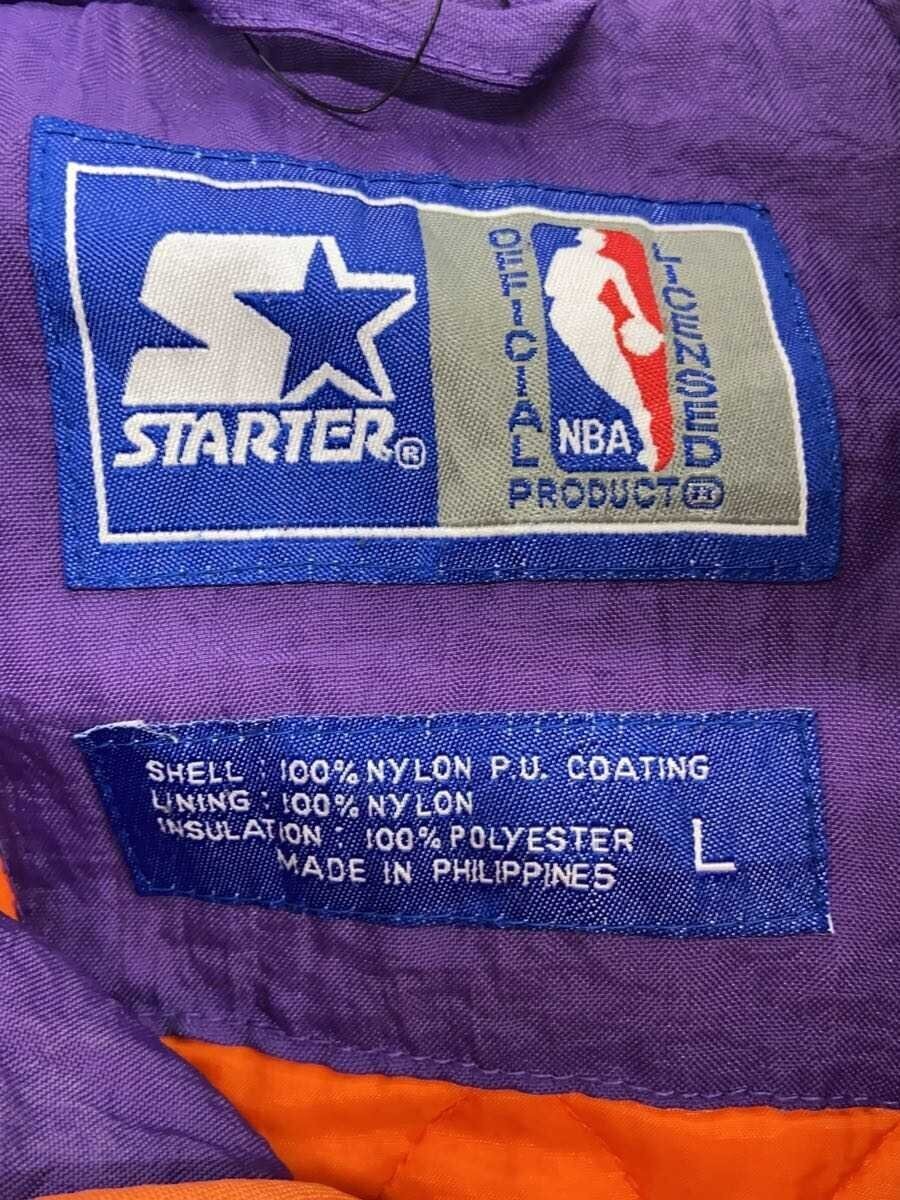 STARTER®
OFFICIAL
LICENSED
NBA
PRODUCT®
SHELL : 100% NYLON P.U. COATING
LINING : 100% NYLON
INSULATION : 100% POLYESTER
MADE IN PHILIPPINES
L